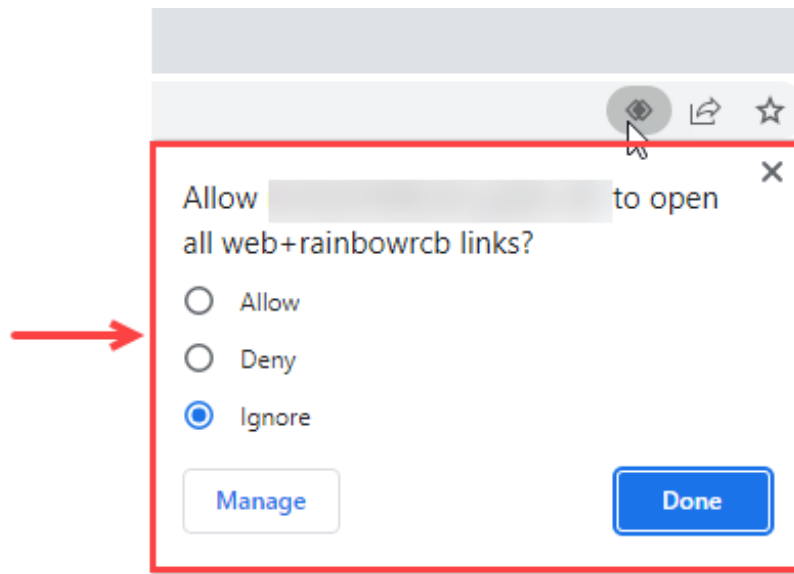 Allow to open
all web+rainbowrcb links?
Allow
Deny
Ignore
Manage
Done